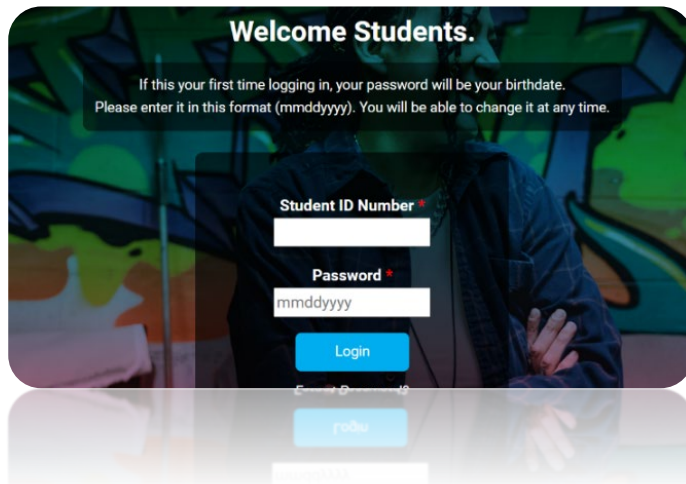 Welcome Students.
If this your first time logging in, your password will be your birthdate.
Please enter it in this format (mmddyyyy). You will be able to change it at any time.
Student ID Number *
Password *
mmddyyyy
Login
Forgot Password?